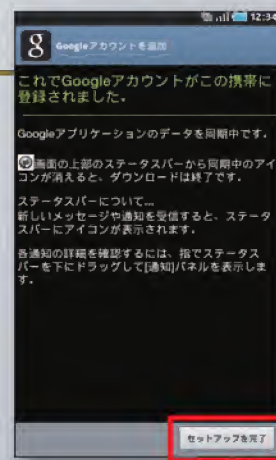 12:34
Googleアカウントを追加
これでGoogleアカウントがこの携帯に
登録されました。
Googleアプリケーションのデータを同期中です。
画面の上部のステータスバーから同期中のアイ
コンが消えると、ダウンロードは終了です。
ステータスバーについて...
新しいメッセージや通知を受信すると、ステータ
スバーにアイコンが表示されます。
各通知の詳細を確認するには、指でステータス
バーを下にドラッグして[通知]パネルを表示しま
す。
セットアップを完了